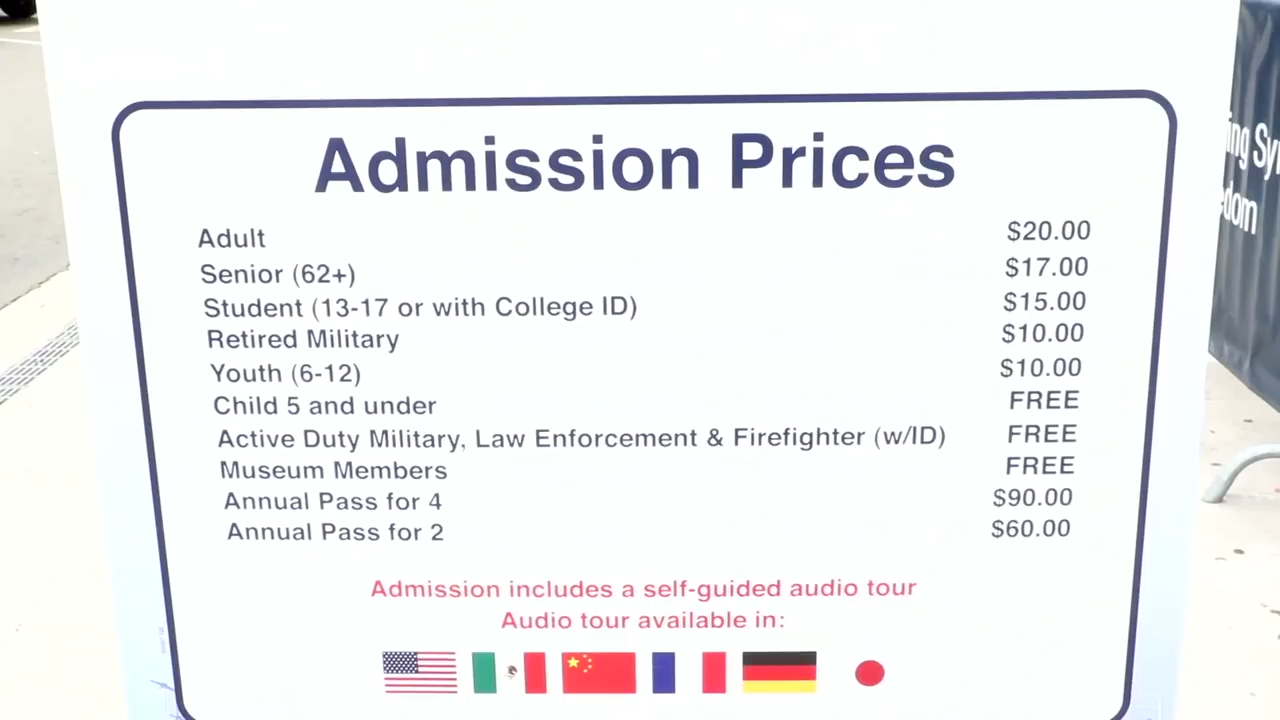 Admission Prices
Adult $20.00
Senior (62+) $17.00
Student (13-17 or with College ID) $15.00
Retired Military $10.00
Youth (6-12) $10.00
Child 5 and under FREE
Active Duty Military, Law Enforcement & Firefighter (w/ID) FREE
Museum Members FREE
Annual Pass for 4 $90.00
Annual Pass for 2 $60.00
Admission includes a self-guided audio tour
Audio tour available in: